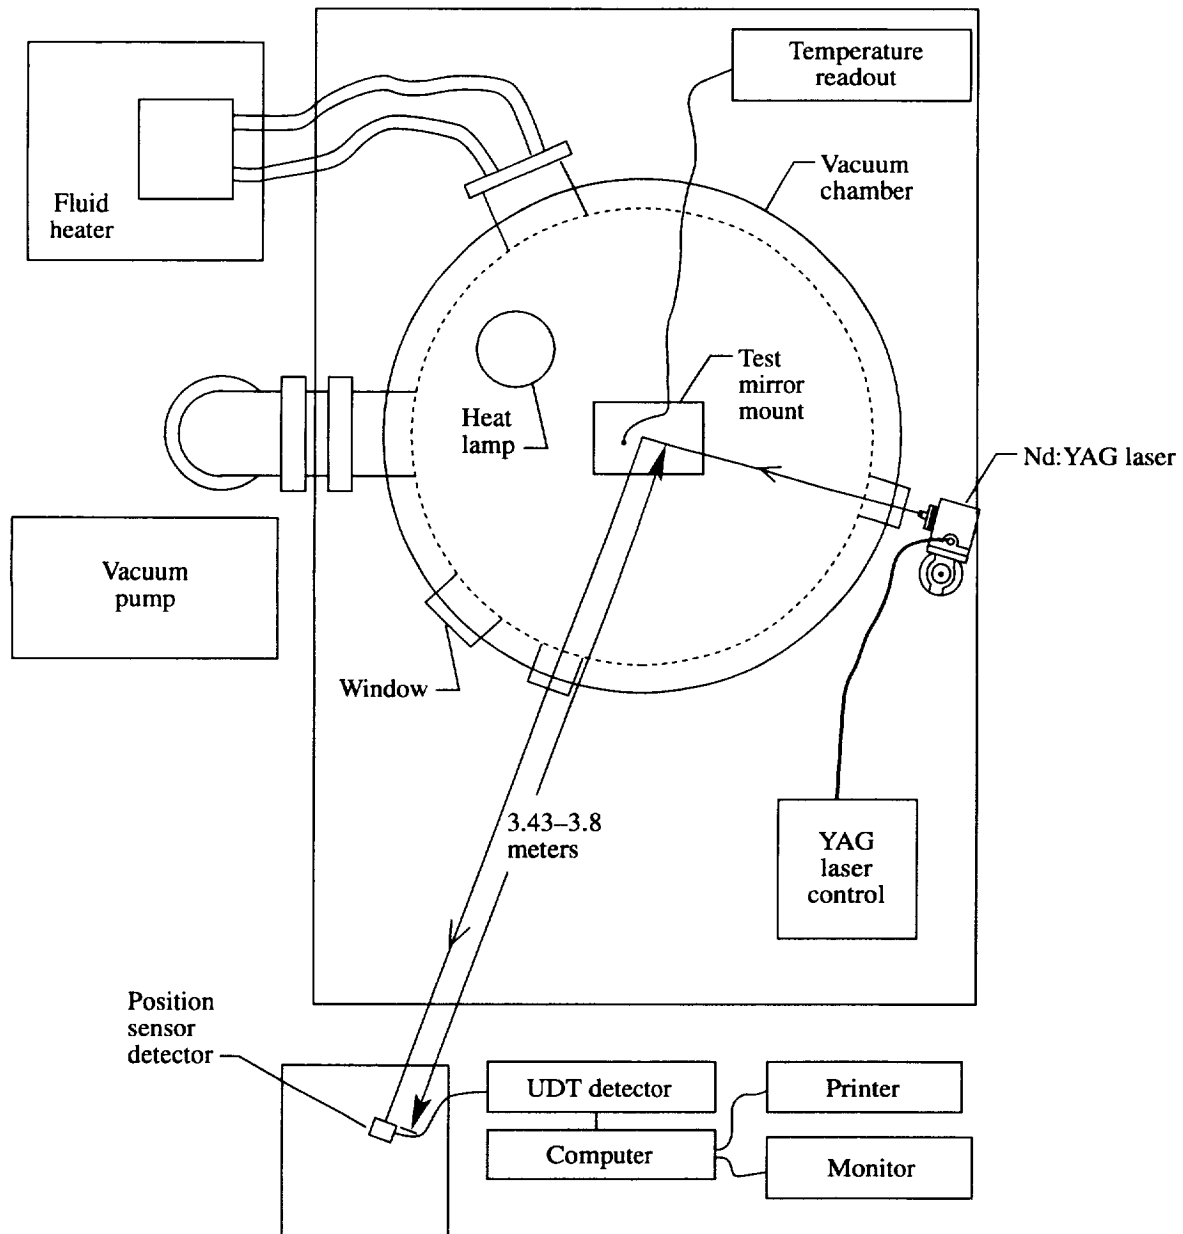 Temperature
readout
Vacuum
chamber
Fluid
heater
Test
mirror
mount
Heat
lamp
Nd:YAG laser
Vacuum
pump
Window
3.43–3.8
meters
YAG
laser
control
Position
sensor
detector
UDT detector
Printer
Computer
Monitor